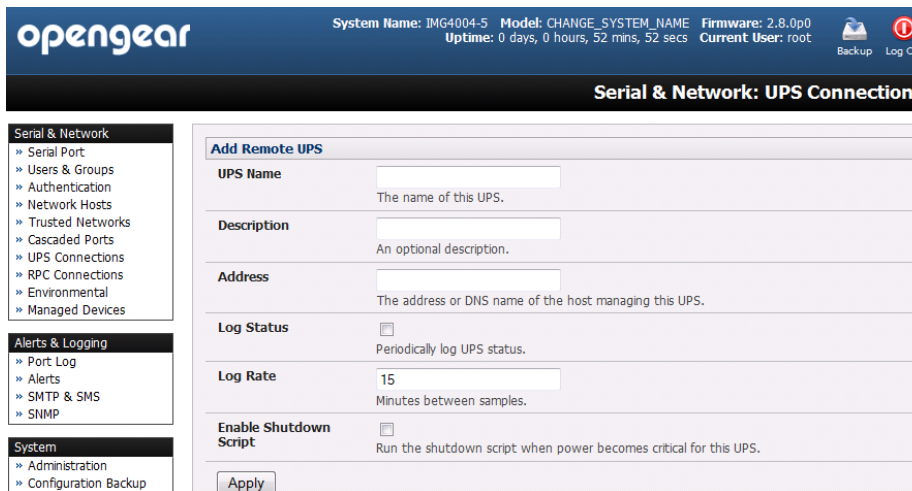 opengear
System Name: IMG4004-5 Model: CHANGE_SYSTEM_NAME Firmware: 2.8.0p0
Uptime: 0 days, 0 hours, 52 mins, 52 secs Current User: root
Backup
Log
Serial & Network: UPS Connection
Serial & Network
» Serial Port
» Users & Groups
» Authentication
» Network Hosts
» Trusted Networks
» Cascaded Ports
» UPS Connections
» RPC Connections
» Environmental
» Managed Devices
Alerts & Logging
» Port Log
» Alerts
» SMTP & SMS
» SNMP
System
» Administration
» Configuration Backup
Add Remote UPS
UPS Name
The name of this UPS.
Description
An optional description.
Address
The address or DNS name of the host managing this UPS.
Log Status
Periodically log UPS status.
Log Rate
15
Minutes between samples.
Enable Shutdown
Script
Run the shutdown script when power becomes critical for this UPS.
Apply